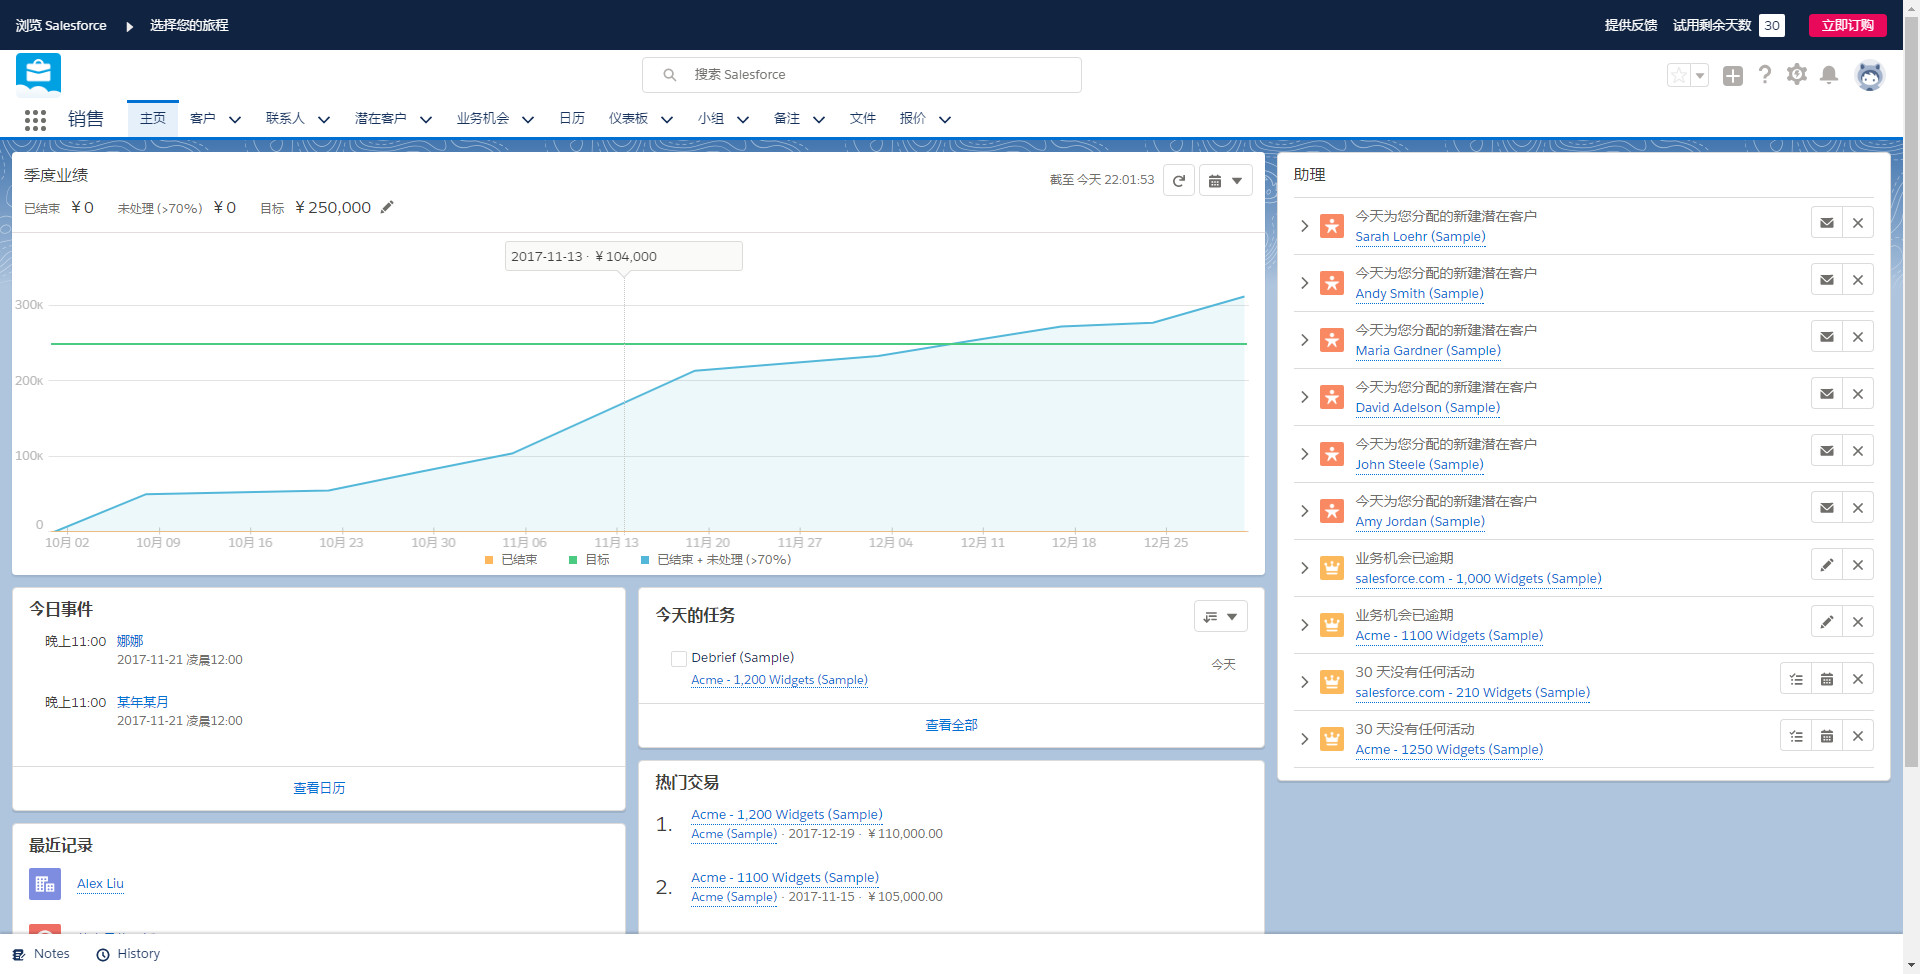 浏览 Salesforce
选择您的旅程
提供反馈
试用剩余天数 30
立即订购
搜索 Salesforce
销售
主页
客户
联系人
潜在客户
业务机会
日历
仪表板
小组
备注
文件
报价
季度业绩
截至 今天 22:01:53
已结束 ¥0 未处理 (>70%) ¥0 目标 ¥250,000
2017-11-13 · ¥104,000
300K
200K
100K
0
10月 02
10月 09
10月 16
10月 23
10月 30
11月 06
11月 13
11月 20
11月 27
12月 04
12月 11
12月 18
12月 25
已结束
目标
已结束 + 未处理 (>70%)
今日事件
晚上11:00 娜娜
2017-11-21 凌晨12:00
晚上11:00 某年某月
2017-11-21 凌晨12:00
查看日历
最近记录
Alex Liu
今天的任务
Debrief (Sample)
今天
Acme - 1,200 Widgets (Sample)
查看全部
热门交易
1.
Acme - 1,200 Widgets (Sample)
Acme (Sample) · 2017-12-19 · ¥110,000.00
2.
Acme - 1100 Widgets (Sample)
Acme (Sample) · 2017-11-15 · ¥105,000.00
助理
今天为您分配的新建潜在客户
Sarah Loehr (Sample)
今天为您分配的新建潜在客户
Andy Smith (Sample)
今天为您分配的新建潜在客户
Maria Gardner (Sample)
今天为您分配的新建潜在客户
David Adelson (Sample)
今天为您分配的新建潜在客户
John Steele (Sample)
今天为您分配的新建潜在客户
Amy Jordan (Sample)
业务机会已逾期
salesforce.com - 1,000 Widgets (Sample)
业务机会已逾期
Acme - 1100 Widgets (Sample)
30 天没有任何活动
salesforce.com - 210 Widgets (Sample)
30 天没有任何活动
Acme - 1250 Widgets (Sample)
Notes
History